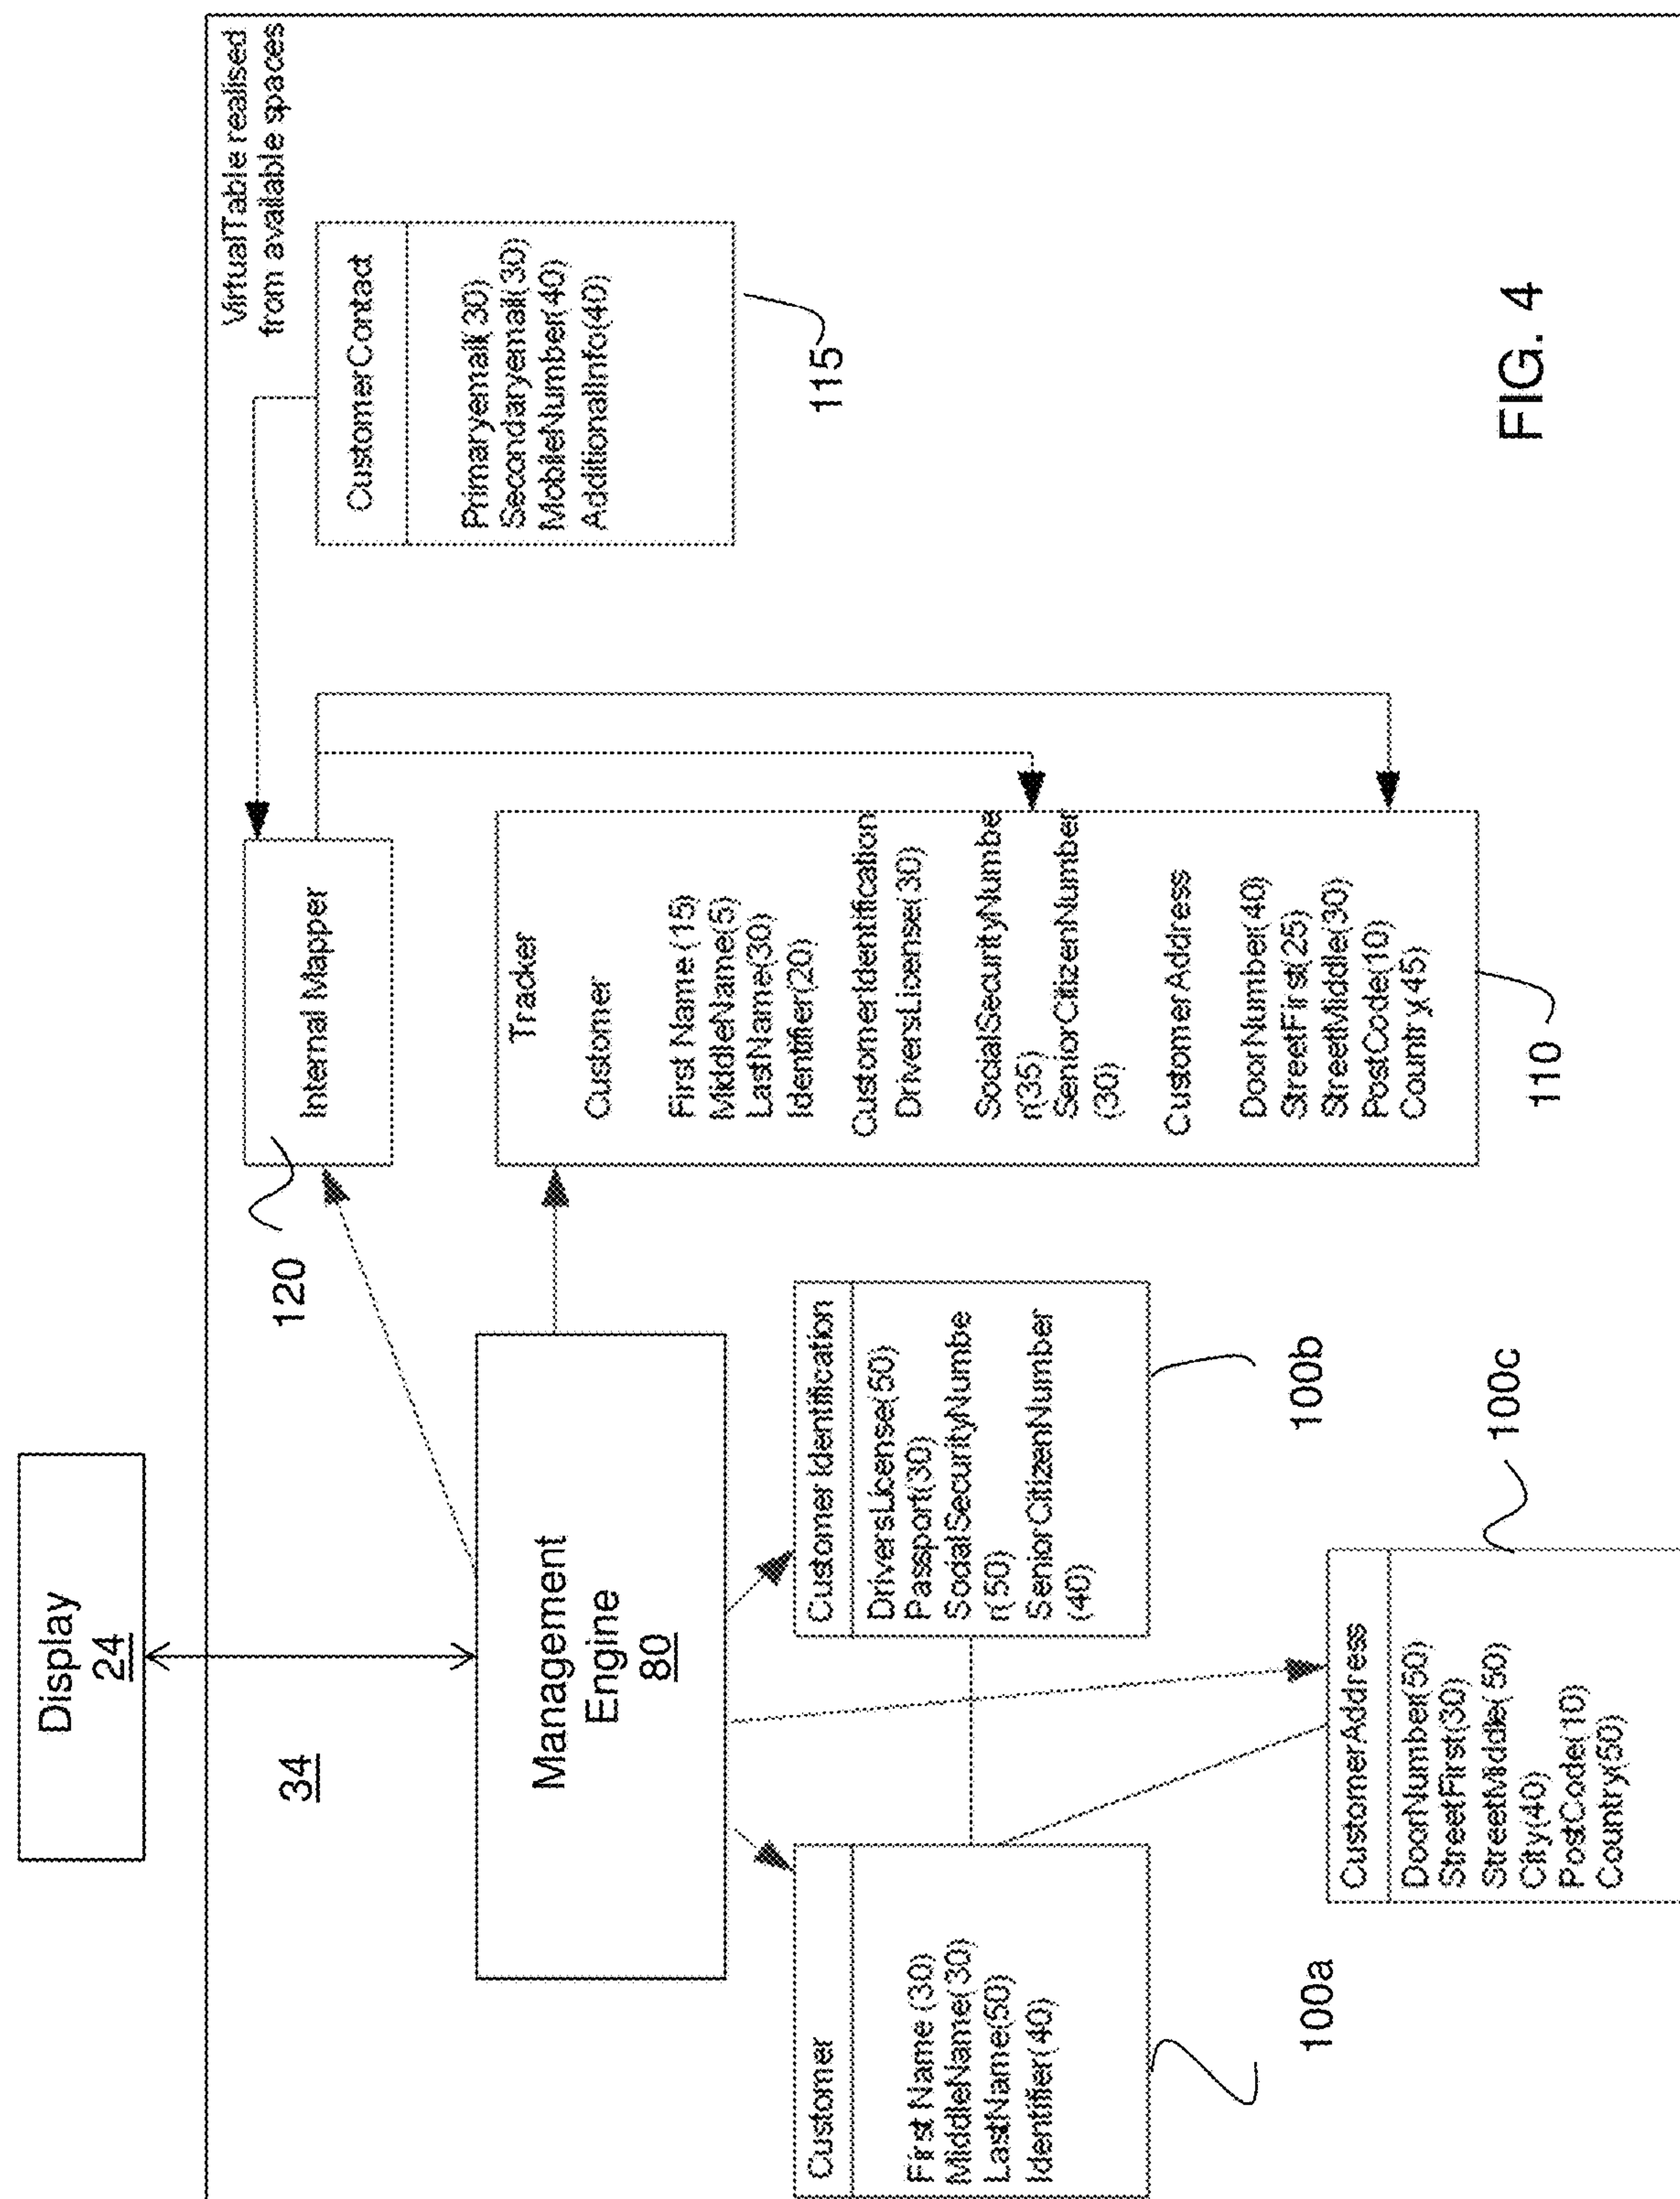 Display
24
34
VirtualTable realised
from available spaces
Management
Engine
80
120
Internal Mapper
CustomerContact
Primaryemail(30)
Secondaryemail(30)
MobileNumber(40)
AdditionalInfo(40)
115
Customer
First Name (30)
MiddleName(30)
LastName(50)
Identifier(40)
100a
Customer Identification
DriversLicense(50)
Passport(30)
SocialSecurityNumbe
r(50)
SeniorCitizenNumber
(40)
100b
CustomerAddress
DoorNumber(50)
StreetFirst(30)
StreetMiddle(50)
City(40)
PostCode(10)
Country(50)
100c
Tracker
Customer
First Name (15)
MiddleName(5)
LastName(30)
Identifier(20)
CustomerIdentification
DriversLicense(30)
SocialSecurityNumbe
r(35)
SeniorCitizenNumber
(30)
CustomerAddress
DoorNumber(40)
StreetFirst(25)
StreetMiddle(30)
PostCode(10)
Country(45)
110
FIG. 4